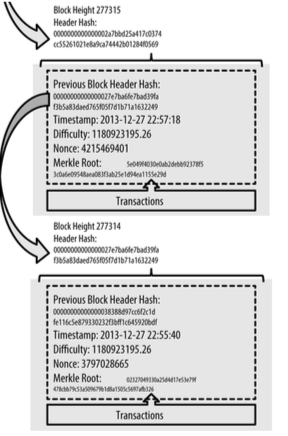 Block Height 277315
Header Hash:
0000000000000002a7bbd25a417c0374
cc55261021e8a9ca74442b01284f0569
Previous Block Header Hash:
00000000000000027e7ba6fe7bad39fa
f3b5a83daed765f05f7d1b71a1632249
Timestamp: 2013-12-27 22:57:18
Difficulty: 1180923195.26
Nonce: 4215469401
Merkle Root: 5e049f4030e0ab2debb92378f5
3c0a6e09548aea083f3ab25e1d94ea1155e29d
Transactions
Block Height 277314
Header Hash:
00000000000000027e7ba6fe7bad39fa
f3b5a83daed765f05f7d1b71a1632249
Previous Block Header Hash:
00000000000000038388d97cc6f2c1d
fe116c5e879330232f3bff1c645920bdf
Timestamp: 2013-12-27 22:55:40
Difficulty: 1180923195.26
Nonce: 3797028665
Merkle Root: 02327049330a25d4d17e53e79f
478cbb79c53a509679b1d8a1505c5697afb326
Transactions